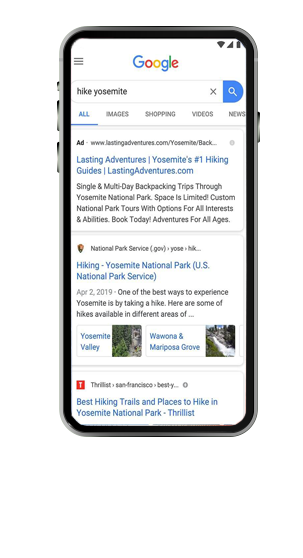 Google
hike yosemite
ALL IMAGES SHOPPING VIDEOS NEWS
Ad · www.lastingadventures.com/Yosemite/Back...
Lasting Adventures | Yosemite's #1 Hiking
Guides | LastingAdventures.com
Single & Multi-Day Backpacking Trips Through
Yosemite National Park. Space Is Limited! Custom
National Park Tours With Options For All Interests
& Abilities. Book Today! Adventures For All Ages.
National Park Service (.gov) › yose › hik...
Hiking - Yosemite National Park (U.S.
National Park Service)
Apr 2, 2019 - One of the best ways to experience
Yosemite is by taking a hike. Here are some of
hikes available in different areas of ...
Yosemite Wawona &
Valley Mariposa Grove
T Thrillist › san-francisco › best-y...
Best Hiking Trails and Places to Hike in
Yosemite National Park - Thrillist